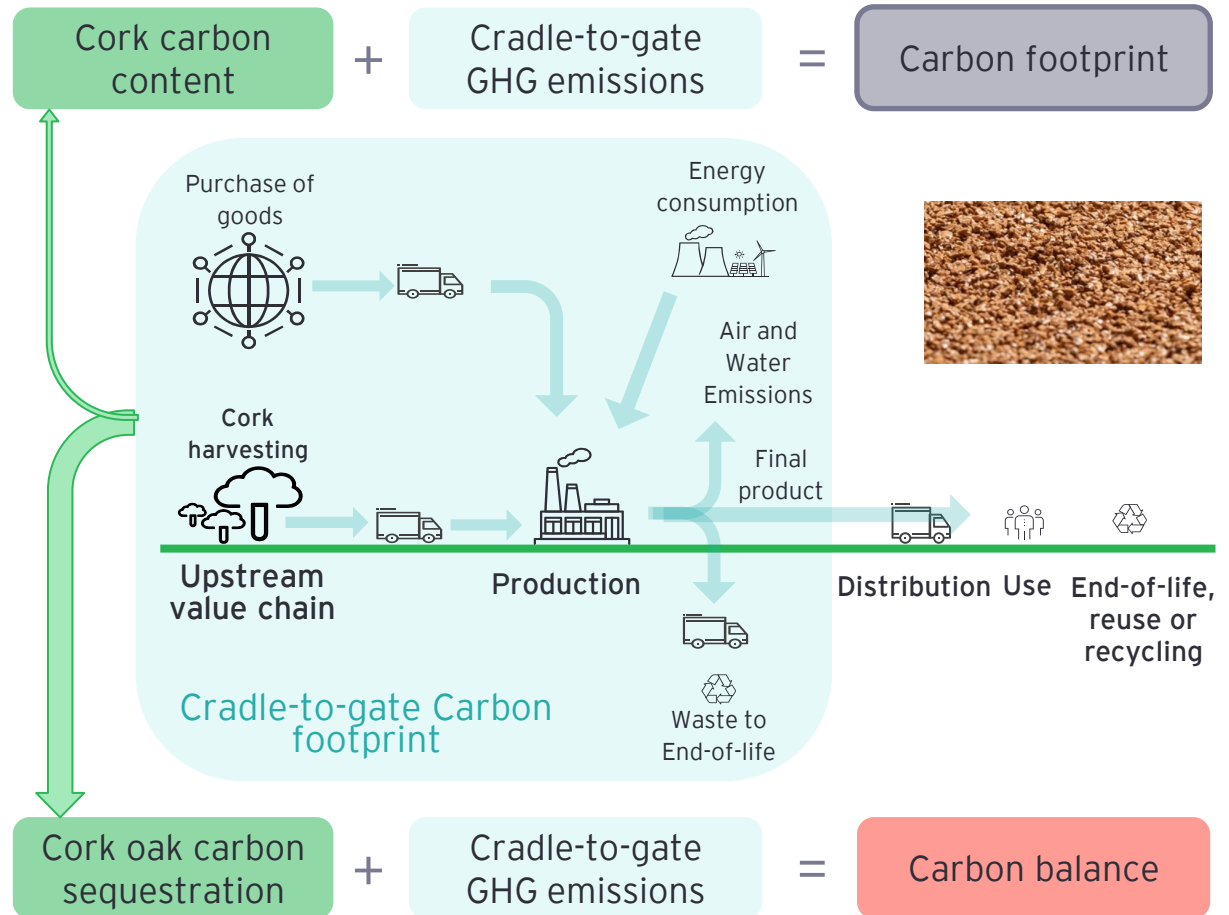 Cork carbon
content
+
Cradle-to-gate
GHG emissions
=
Carbon footprint
Purchase of
goods
Energy
consumption
Air and
Water
Emissions
Cork
harvesting
Final
product
Upstream
value chain
Production
Distribution
Use
End-of-life,
reuse or
recycling
Cradle-to-gate Carbon
footprint
Waste to
End-of-life
Cork oak carbon
sequestration
+
Cradle-to-gate
GHG emissions
=
Carbon balance